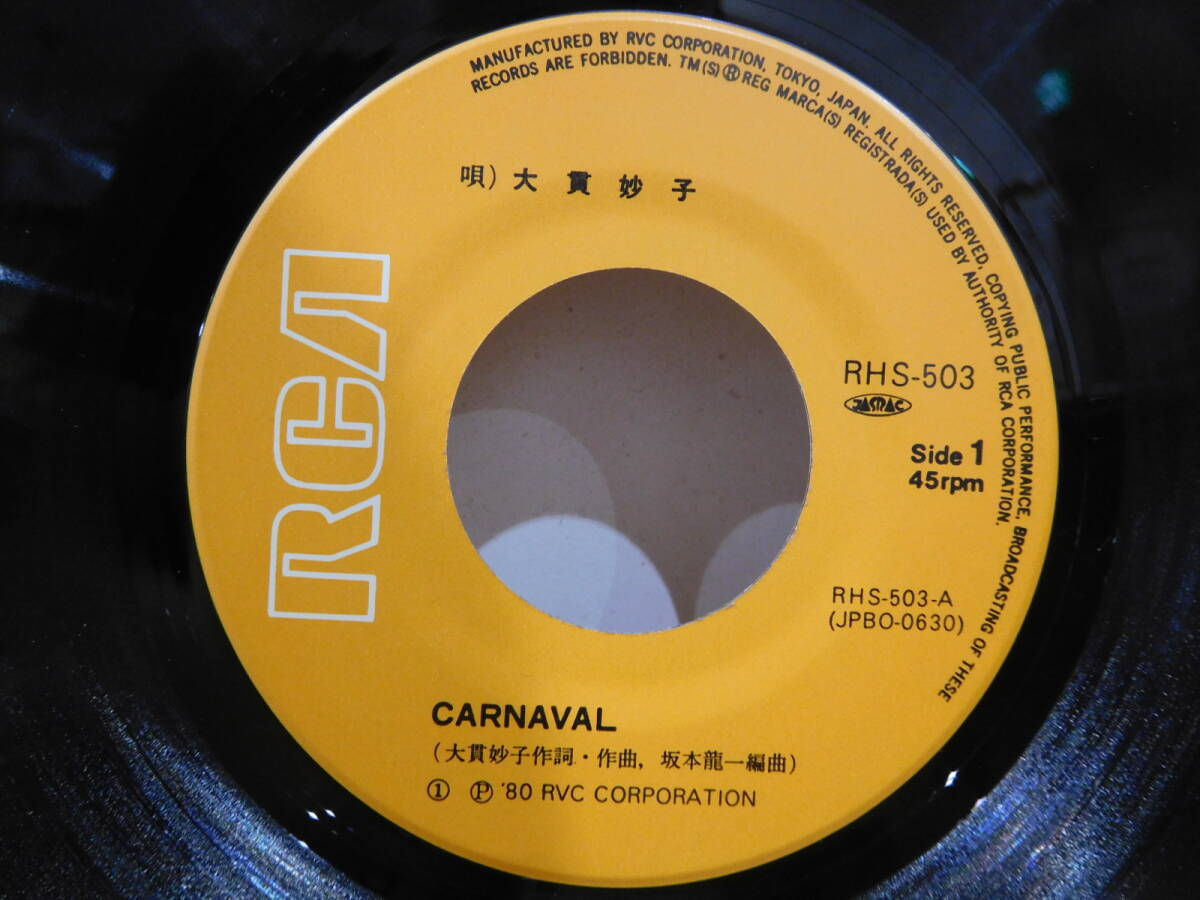 MANUFACTURED BY RVC CORPORATION, TOKYO, JAPAN. ALL RIGHTS RESERVED, COPYING PUBLIC PERFORMANCE, BROADCASTING OF THESE
RECORDS ARE FORBIDDEN. TM(S)®REG MARCA(S) REGISTRADA(S) USED BY AUTHORITY OF RCA CORPORATION.
唄)大貫妙子
RCA
RHS-503
JASRAC
Side 1
45rpm
RHS-503-A
(JPBO-0630)
CARNAVAL
(大貫妙子作詞・作曲, 坂本龍一編曲)
① Ⓟ '80 RVC CORPORATION